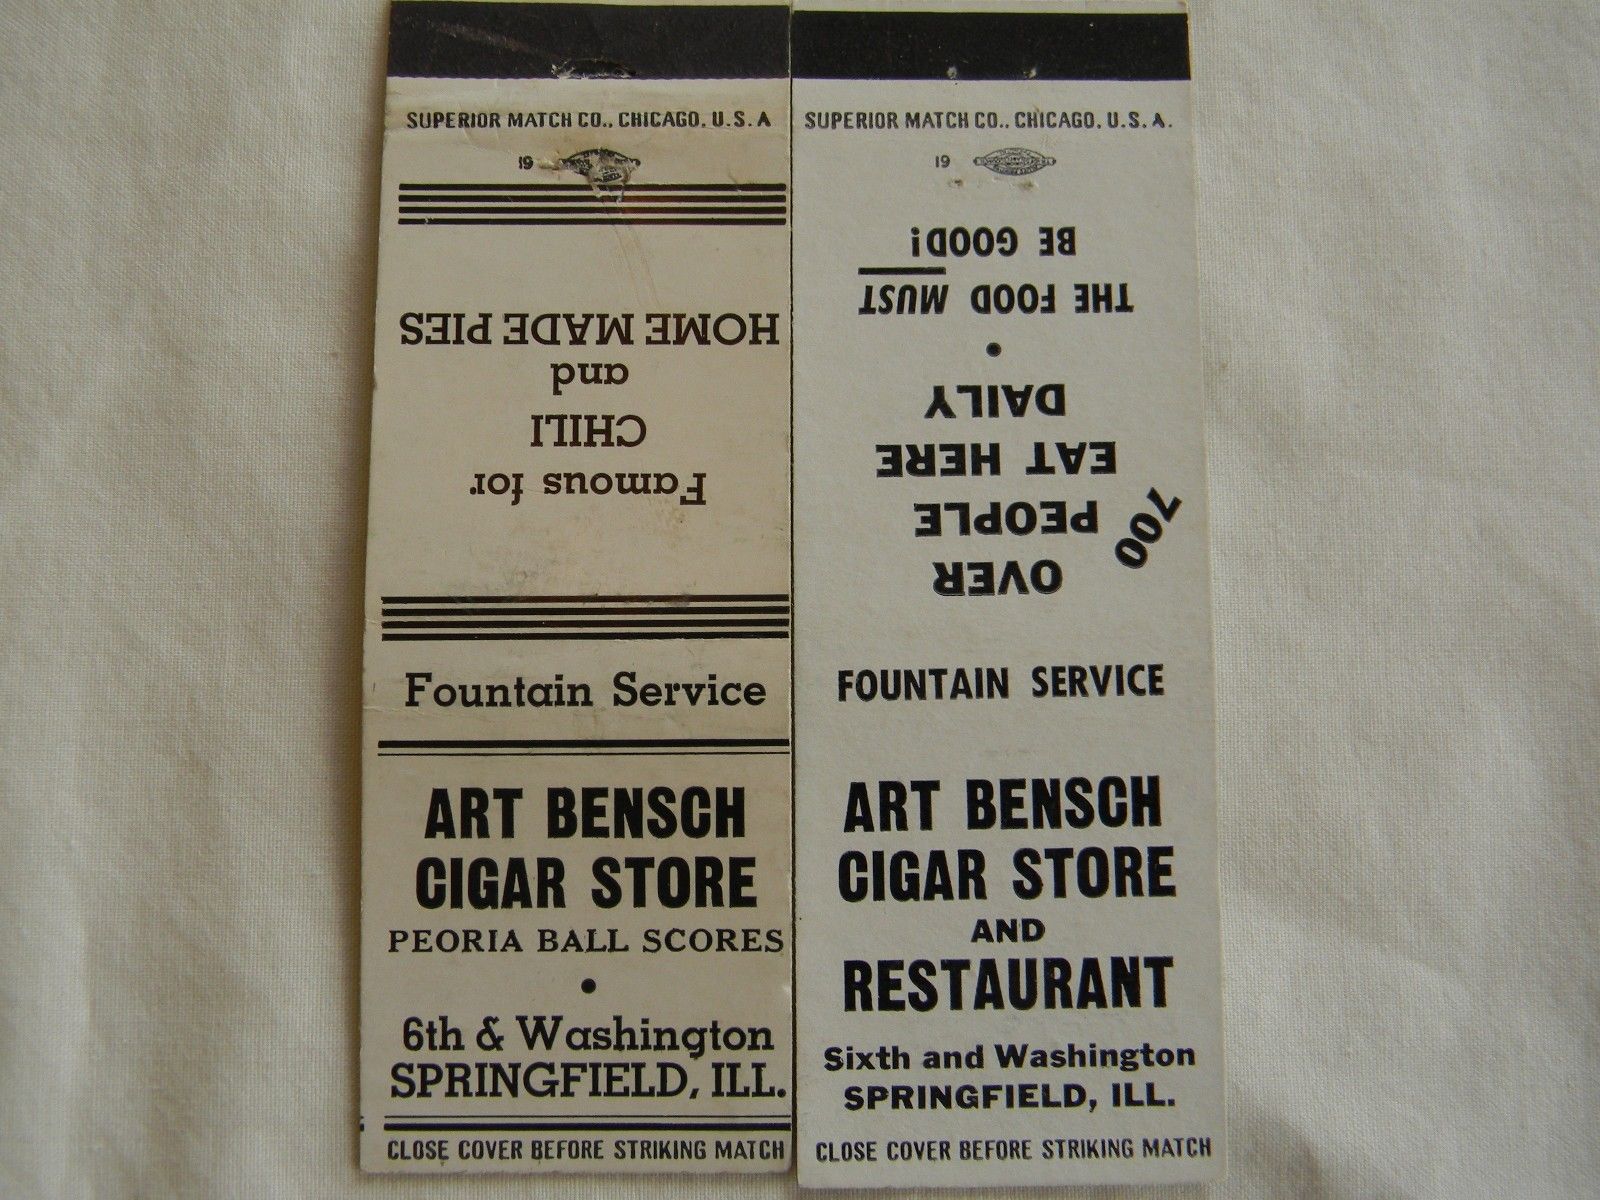 SUPERIOR MATCH CO., CHICAGO, U.S.A
19
HOME MADE PIES
and
CHILI
Famous for
Fountain Service
ART BENSCH
CIGAR STORE
PEORIA BALL SCORES
6th & Washington
SPRINGFIELD, ILL.
CLOSE COVER BEFORE STRIKING MATCH
SUPERIOR MATCH CO., CHICAGO, U.S.A.
19
OVER 700
PEOPLE
EAT HERE
DAILY
•
THE FOOD MUST
BE GOOD!
FOUNTAIN SERVICE
ART BENSCH
CIGAR STORE
AND
RESTAURANT
Sixth and Washington
SPRINGFIELD, ILL.
CLOSE COVER BEFORE STRIKING MATCH